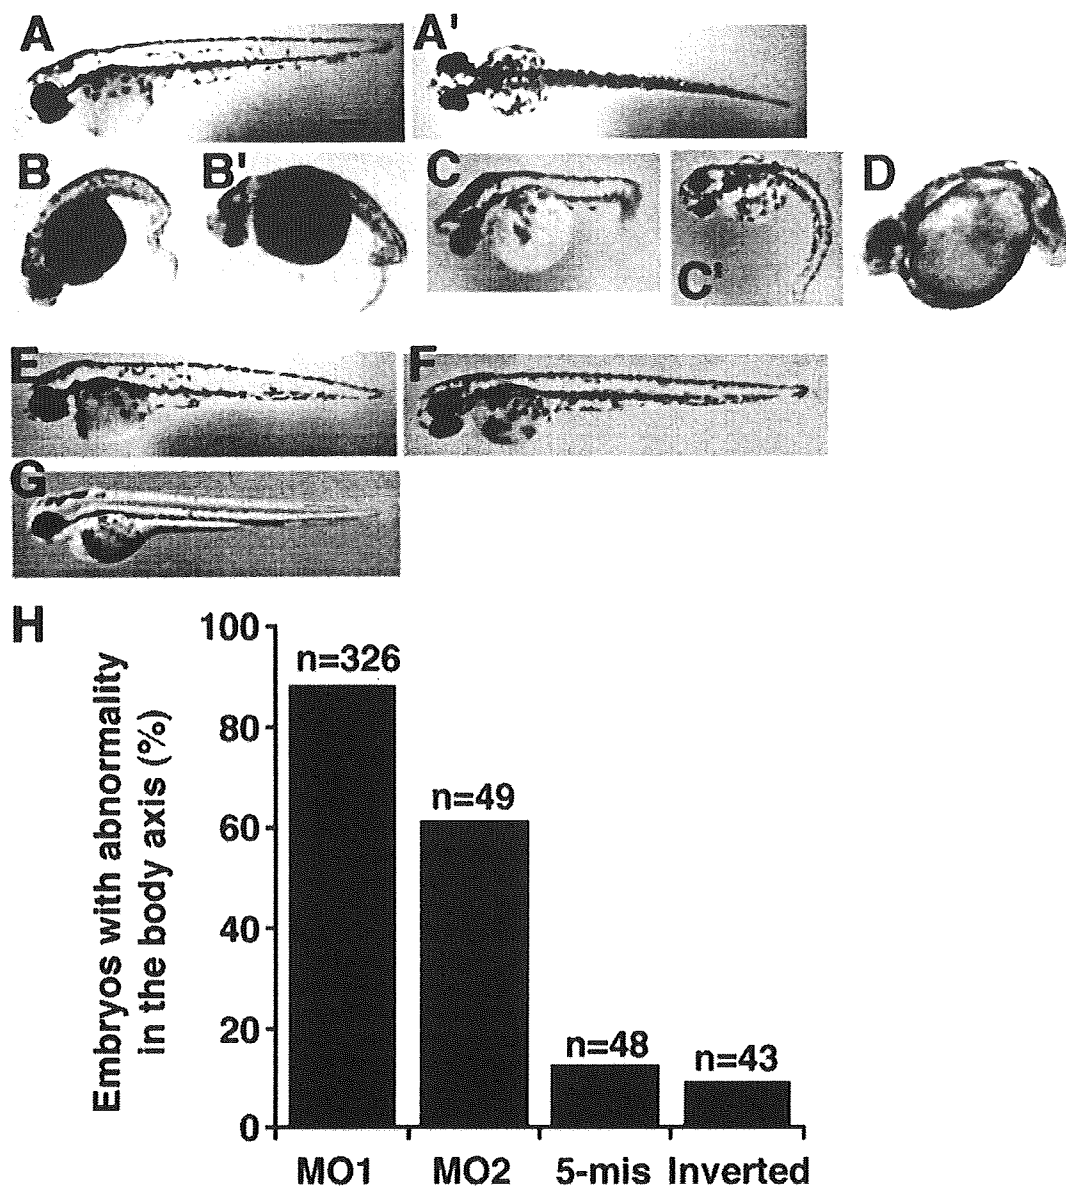 A
A'
B
B'
C
C'
D
E
F
G
H
Embryos with abnormality
in the body axis (%)
100
80
60
40
20
0
n=326
n=49
n=48
n=43
MO1
MO2
5-mis
Inverted